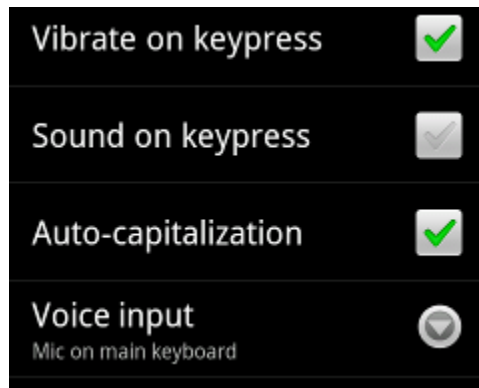 Vibrate on keypress
Sound on keypress
Auto-capitalization
Voice input
Mic on main keyboard